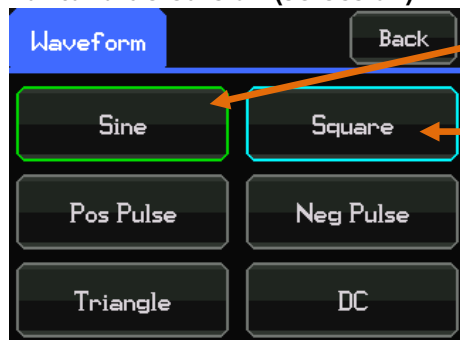 Waveform Back
Sine Square
Pos Pulse Neg Pulse
Triangle DC